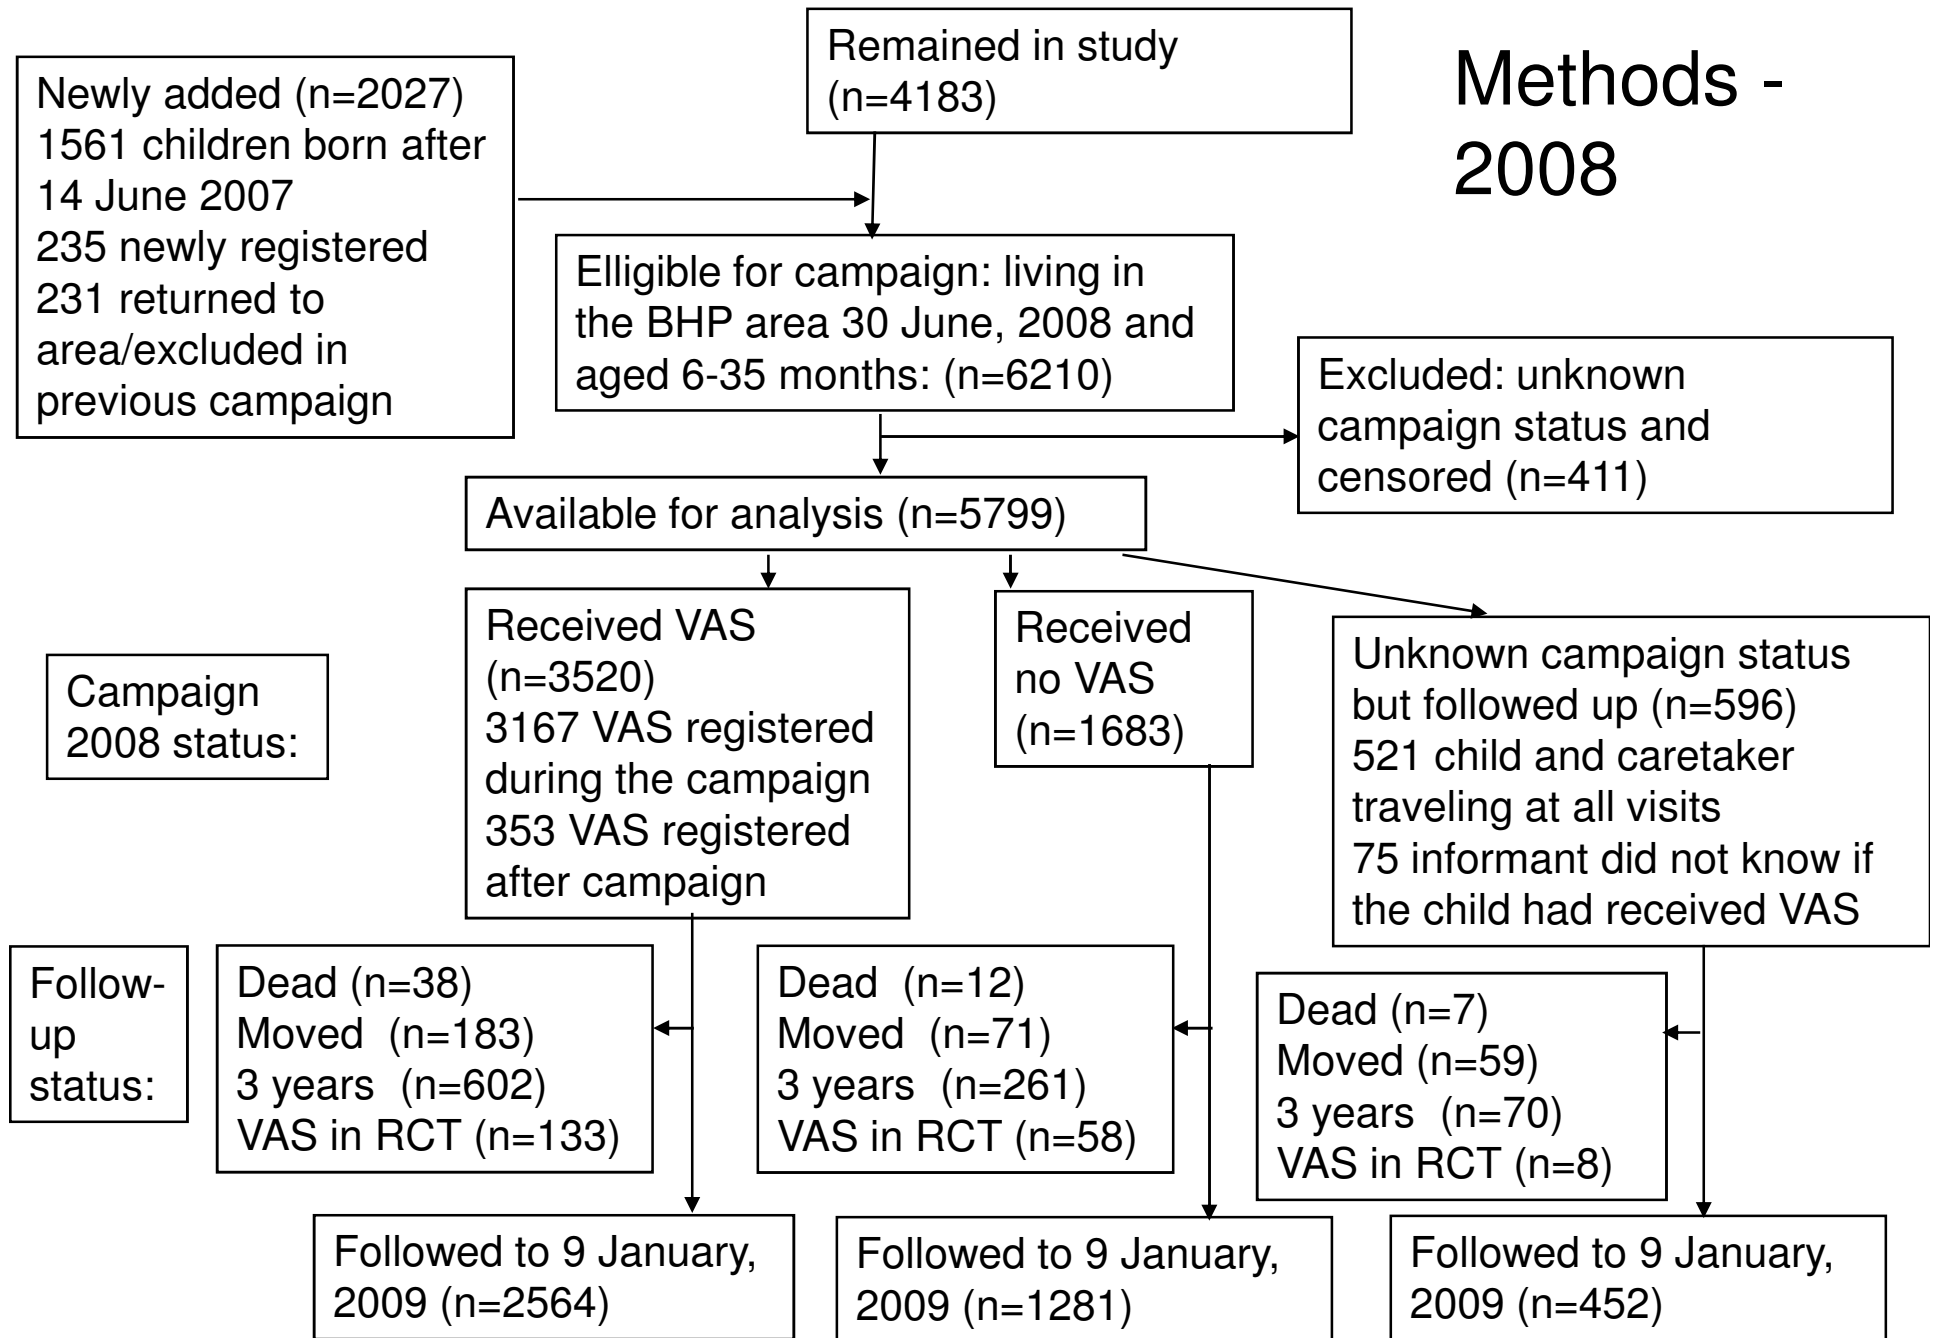 Remained in study
(n=4183)
Methods -
2008
Newly added (n=2027)
1561 children born after
14 June 2007
235 newly registered
231 returned to
area/excluded in
previous campaign
Elligible for campaign: living in
the BHP area 30 June, 2008 and
aged 6-35 months: (n=6210)
Excluded: unknown
campaign status and
censored (n=411)
Available for analysis (n=5799)
Campaign
2008 status:
Received VAS
(n=3520)
3167 VAS registered
during the campaign
353 VAS registered
after campaign
Received
no VAS
(n=1683)
Unknown campaign status
but followed up (n=596)
521 child and caretaker
traveling at all visits
75 informant did not know if
the child had received VAS
Follow-
up
status:
Dead (n=38)
Moved (n=183)
3 years (n=602)
VAS in RCT (n=133)
Dead (n=12)
Moved (n=71)
3 years (n=261)
VAS in RCT (n=58)
Dead (n=7)
Moved (n=59)
3 years (n=70)
VAS in RCT (n=8)
Followed to 9 January,
2009 (n=2564)
Followed to 9 January,
2009 (n=1281)
Followed to 9 January,
2009 (n=452)